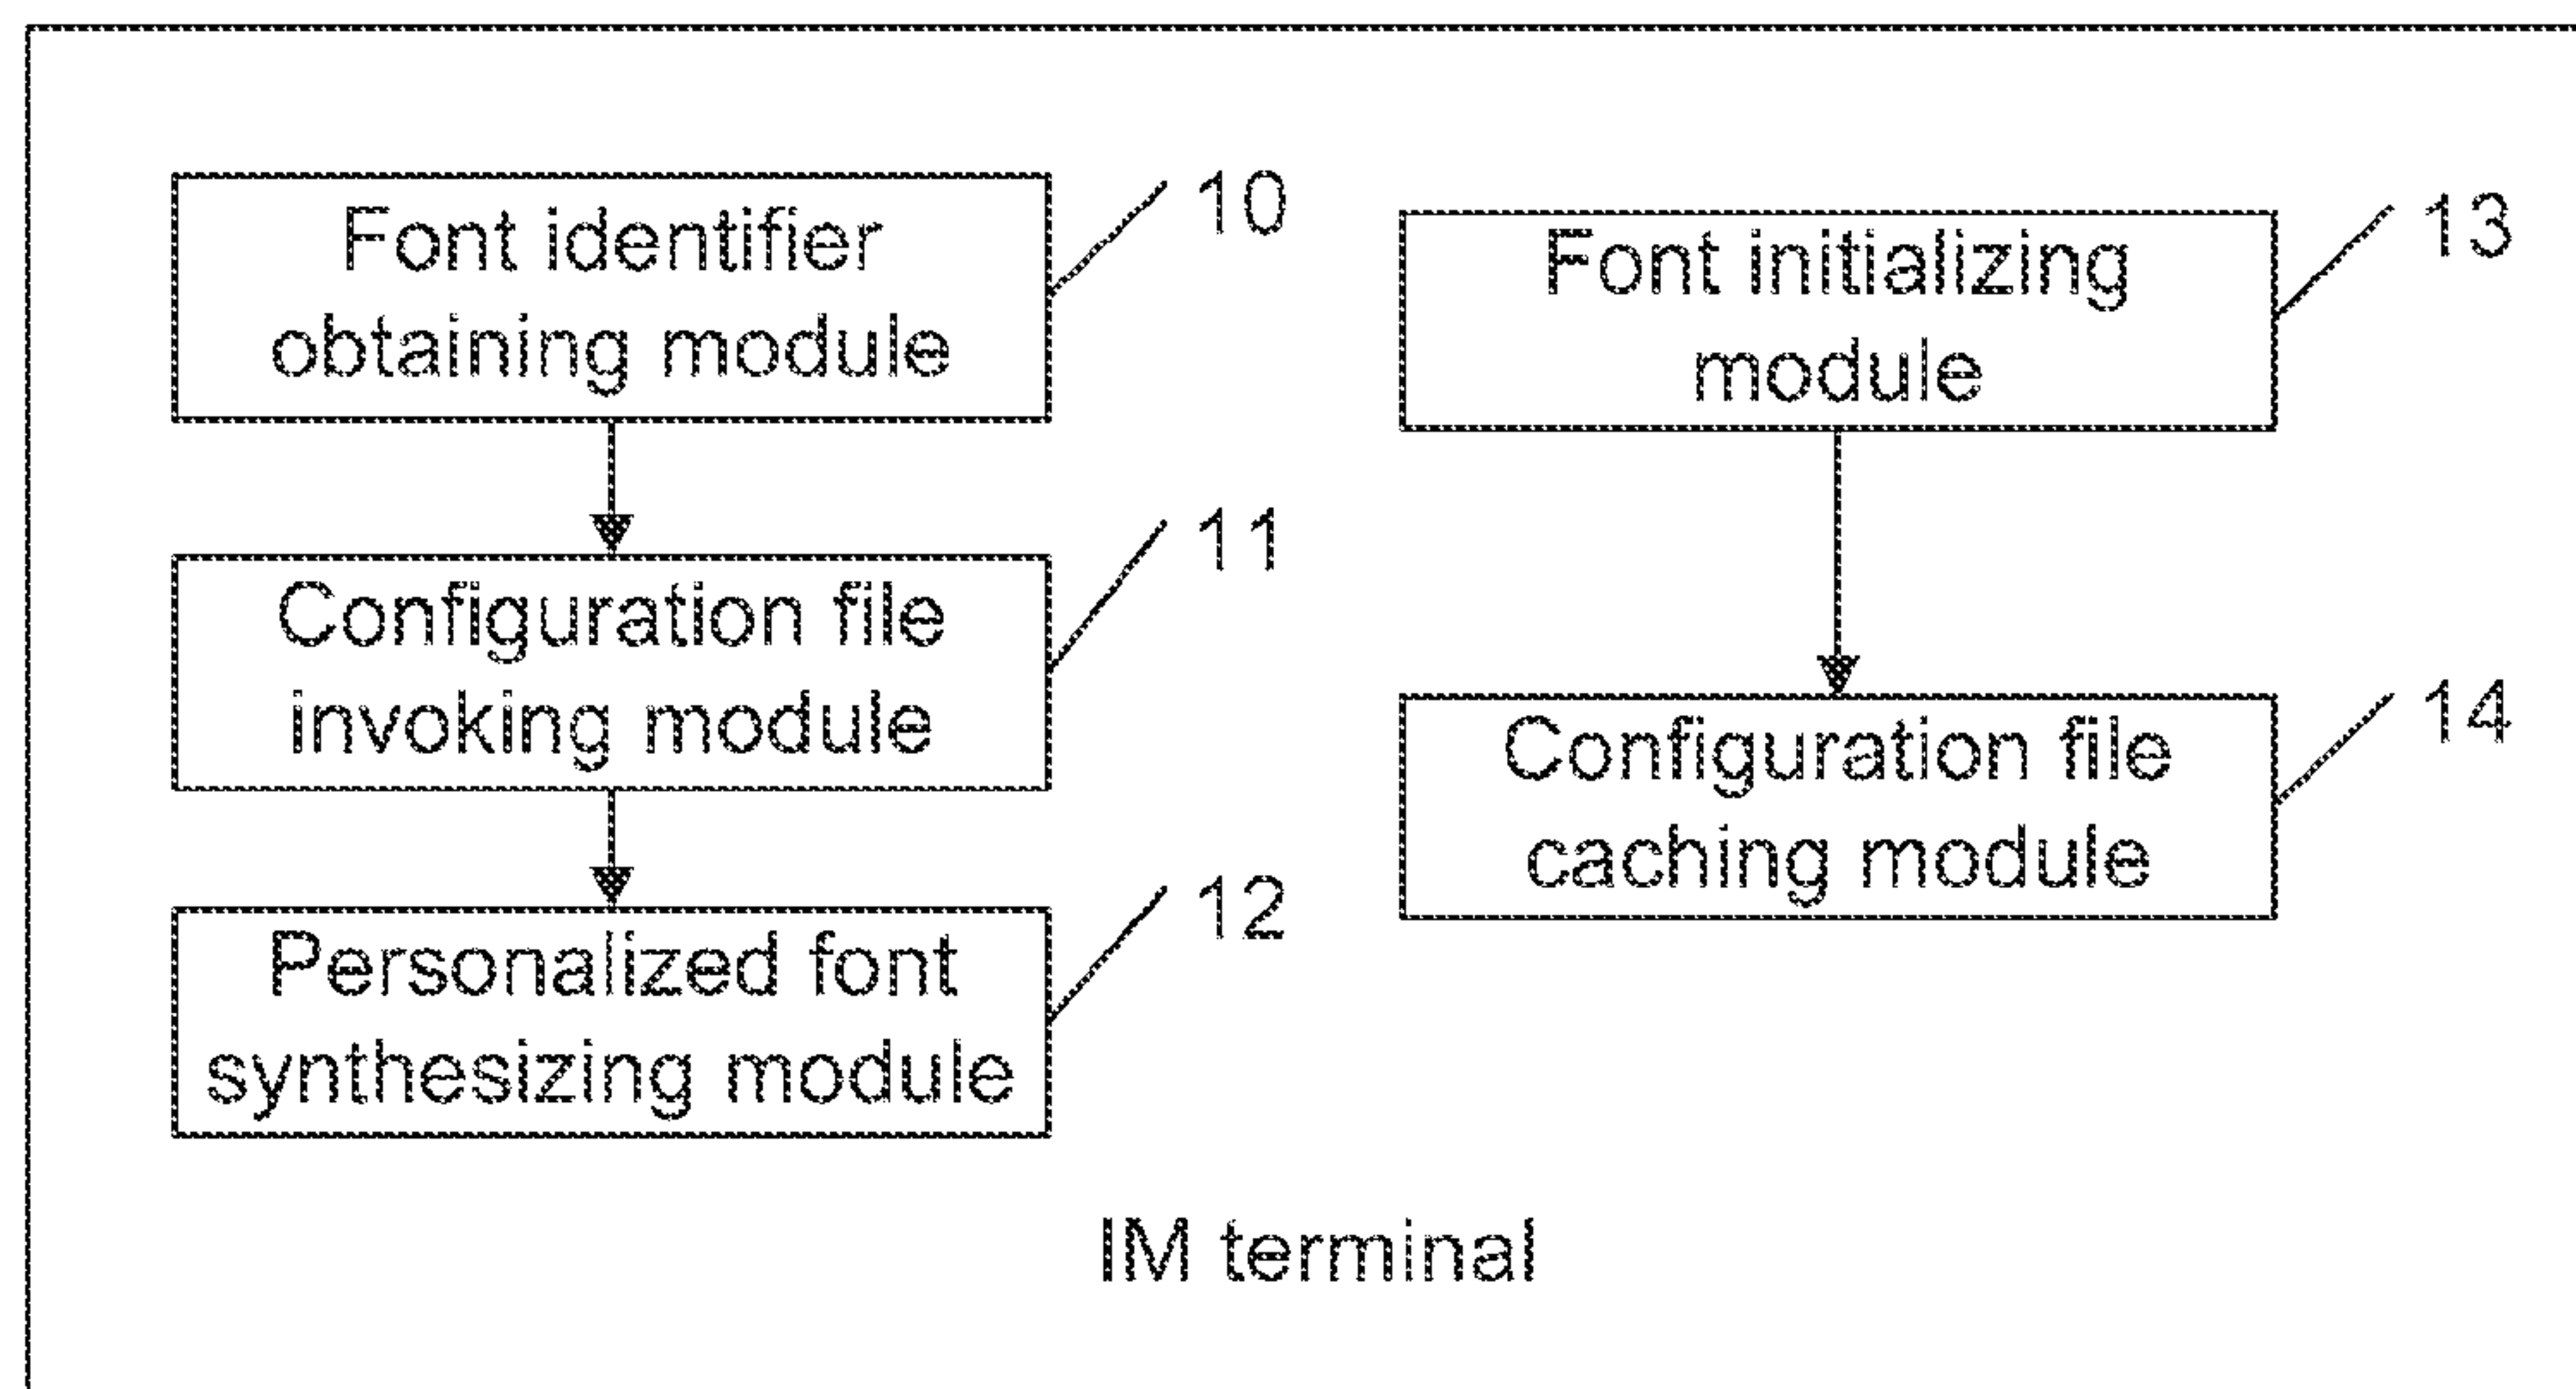 Font identifier
obtaining module
10
Configuration file
invoking module
11
Personalized font
synthesizing module
12
Font initializing
module
13
Configuration file
caching module
14
IM terminal